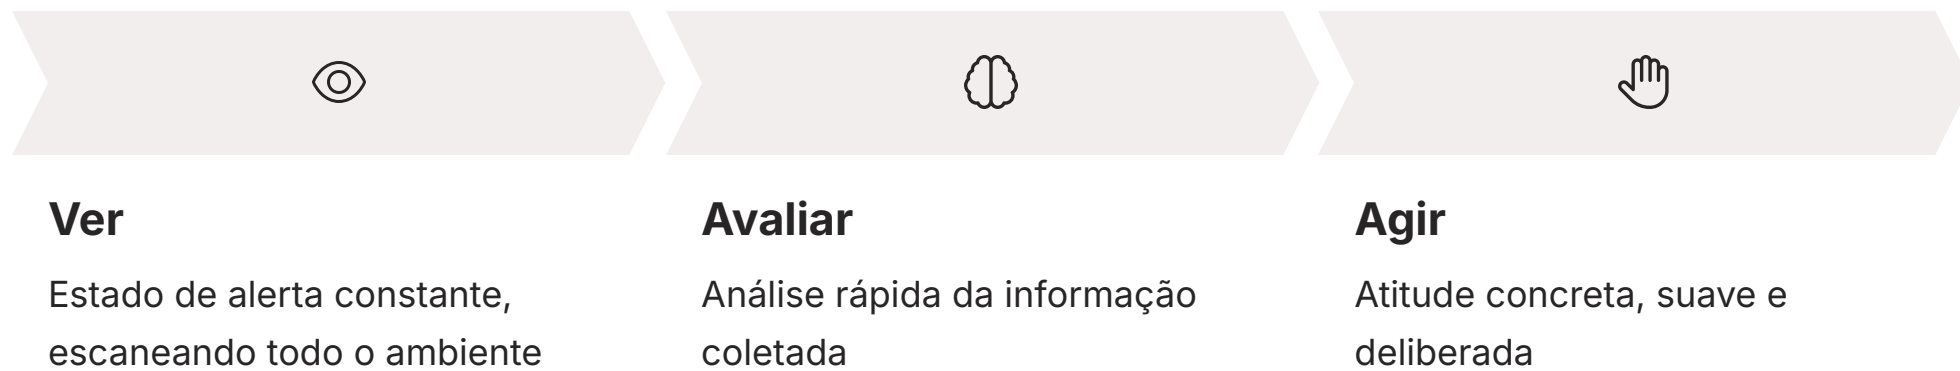 Ver
Estado de alerta constante,
escaneando todo o ambiente
Avaliar
Análise rápida da informação
coletada
Agir
Atitude concreta, suave e
deliberada